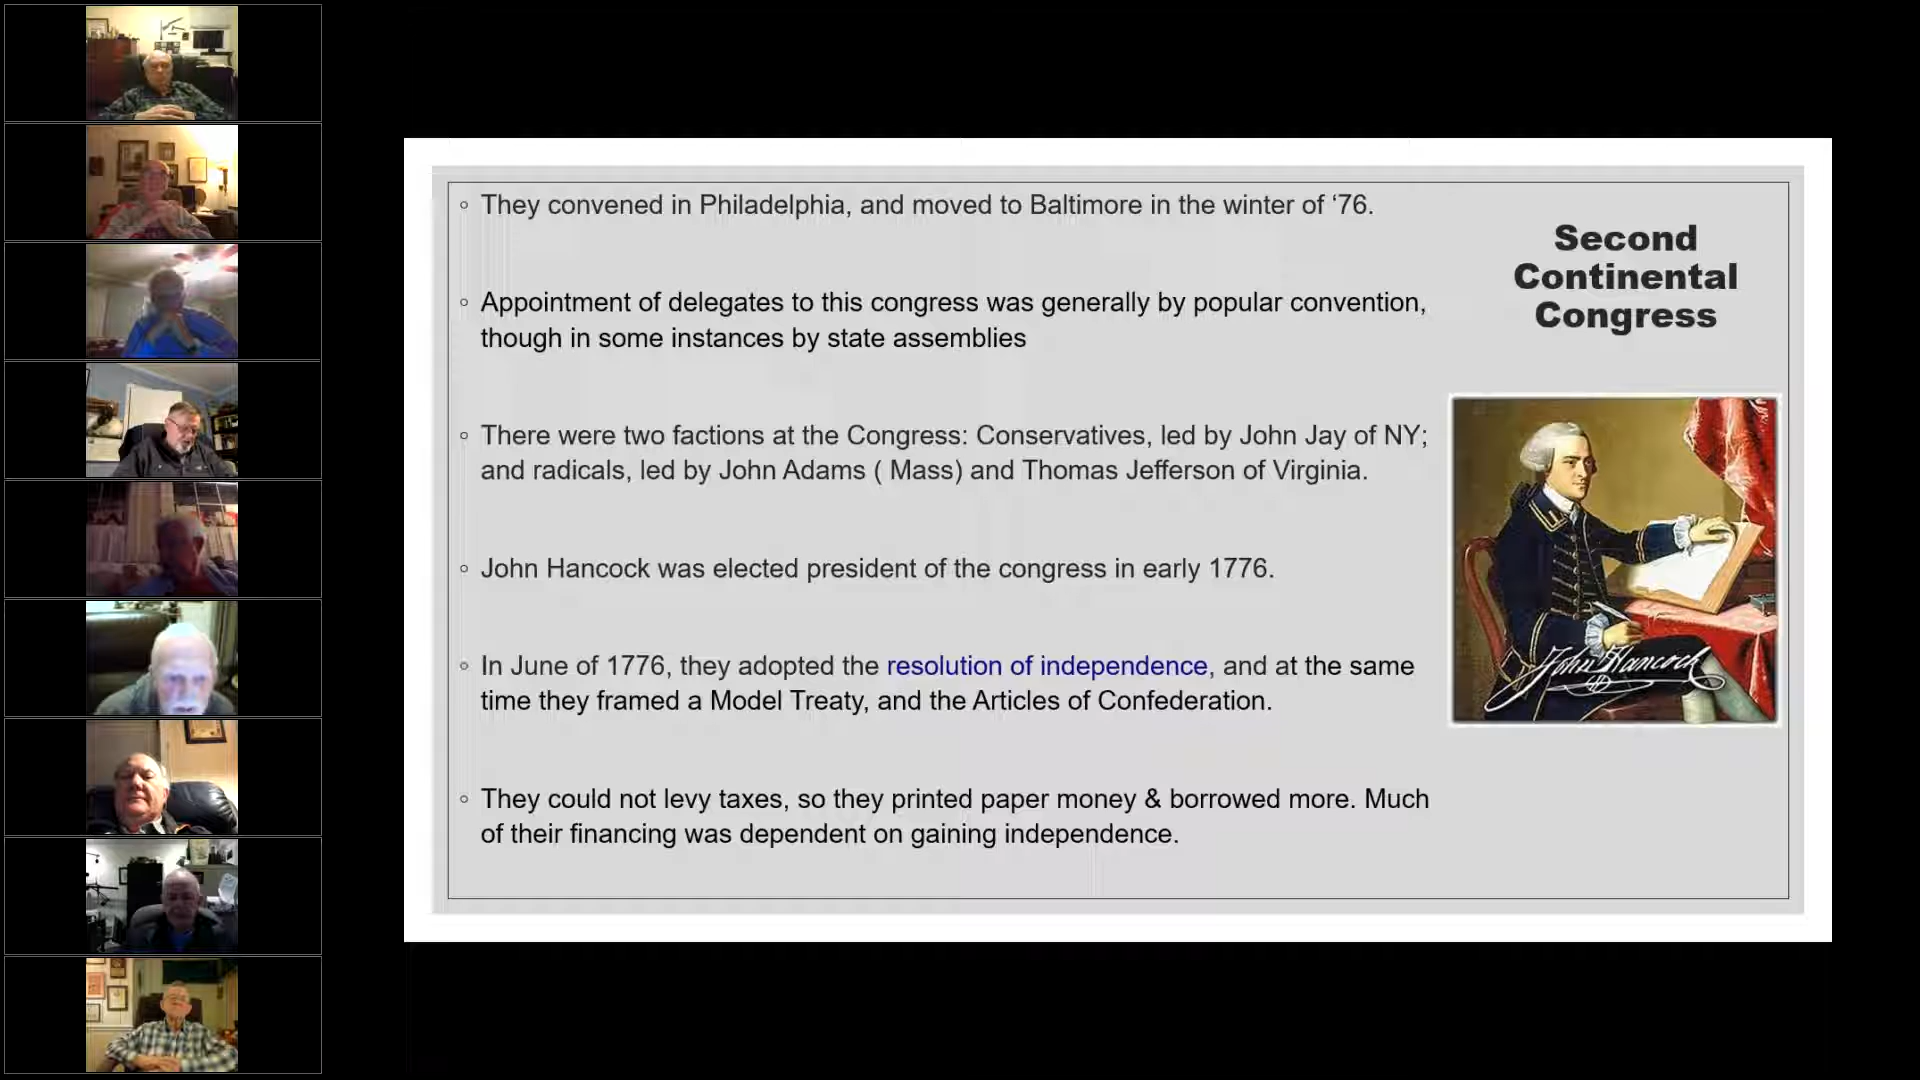 They convened in Philadelphia, and moved to Baltimore in the winter of ‘76.
Appointment of delegates to this congress was generally by popular convention,
though in some instances by state assemblies
There were two factions at the Congress: Conservatives, led by John Jay of NY;
and radicals, led by John Adams ( Mass) and Thomas Jefferson of Virginia.
John Hancock was elected president of the congress in early 1776.
In June of 1776, they adopted the resolution of independence, and at the same
time they framed a Model Treaty, and the Articles of Confederation.
They could not levy taxes, so they printed paper money & borrowed more. Much
of their financing was dependent on gaining independence.
Second
Continental
Congress
John Hancock